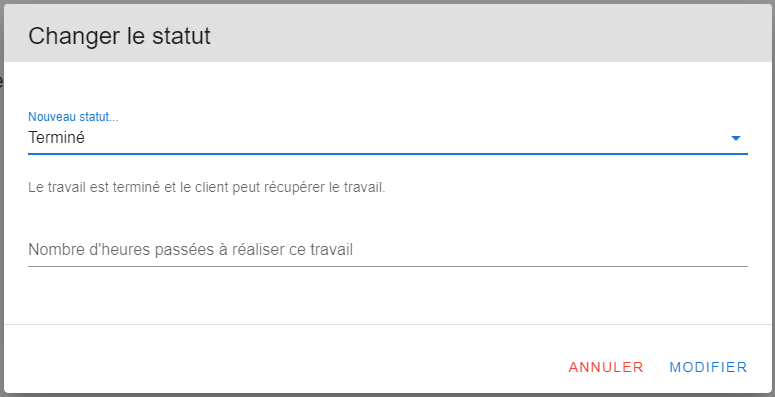 Changer le statut
Nouveau statut...
Terminé
Le travail est terminé et le client peut récupérer le travail.
Nombre d'heures passées à réaliser ce travail
ANNULER MODIFIER